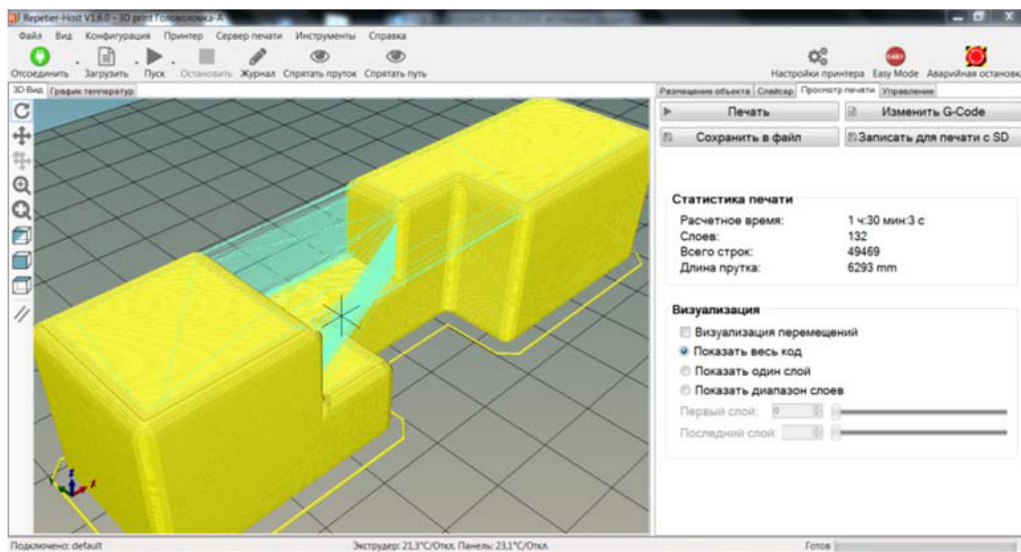 Repetier-Host V1.6.0 - 3D print Головоломка-А
Файл Вид Конфигурация Принтер Сервер печати Инструменты Справка
Отсоединить Загрузить Пуск Остановить Журнал Спрятать пруток Спрятать путь Настройки принтера Easy Mode Аварийная остановка
3D-Вид График температур
Размещение объекта Слайсер Просмотр печати Управление
Печать Изменить G-Code
Сохранить в файл Записать для печати с SD
Статистика печати
Расчетное время: 1 ч:30 мин:3 с
Слоев: 132
Всего строк: 49469
Длина прутка: 6293 mm
Визуализация
Визуализация перемещений
Показать весь код
Показать один слой
Показать диапазон слоев
Первый слой: 0
Последний слой:
Подключено: default Экструдер: 21,3°C/Откл. Панель: 23,1°C/Откл. Готов